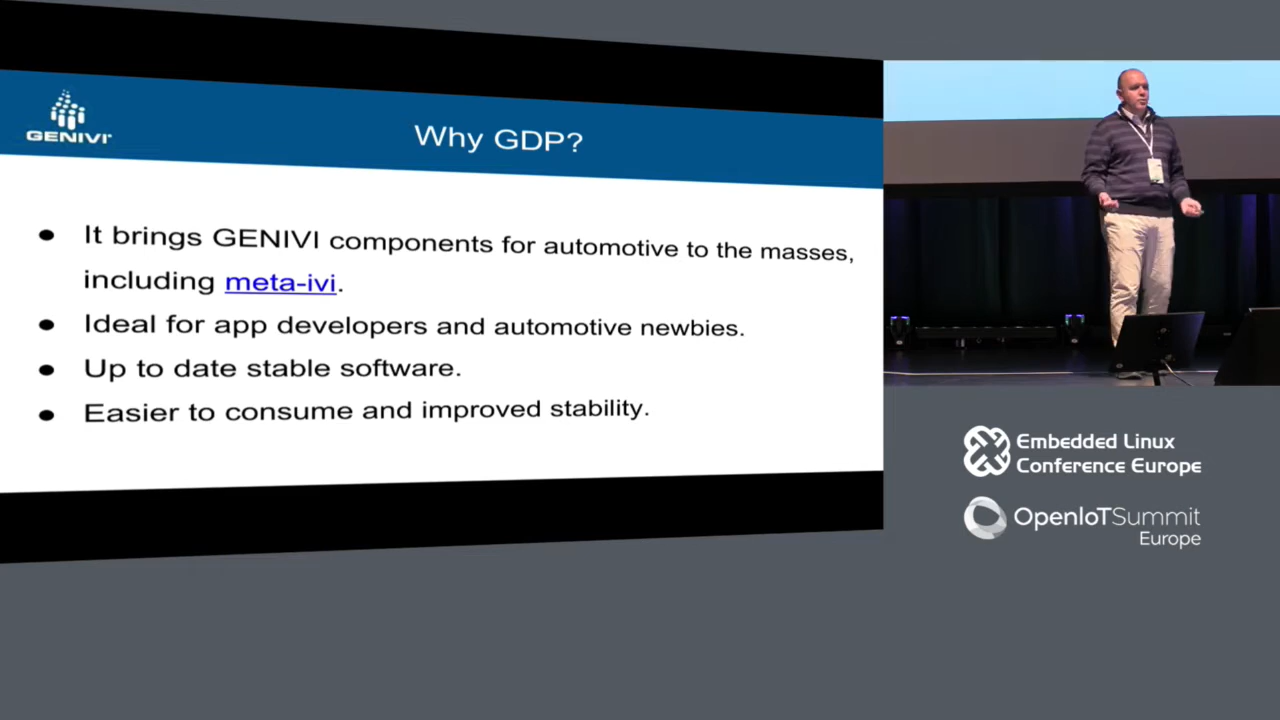 GENIVI
Why GDP?
● It brings GENIVI components for automotive to the masses,
including meta-ivi.
● Ideal for app developers and automotive newbies.
● Up to date stable software.
● Easier to consume and improved stability.
Embedded Linux
Conference Europe
OpenIoTSummit
Europe